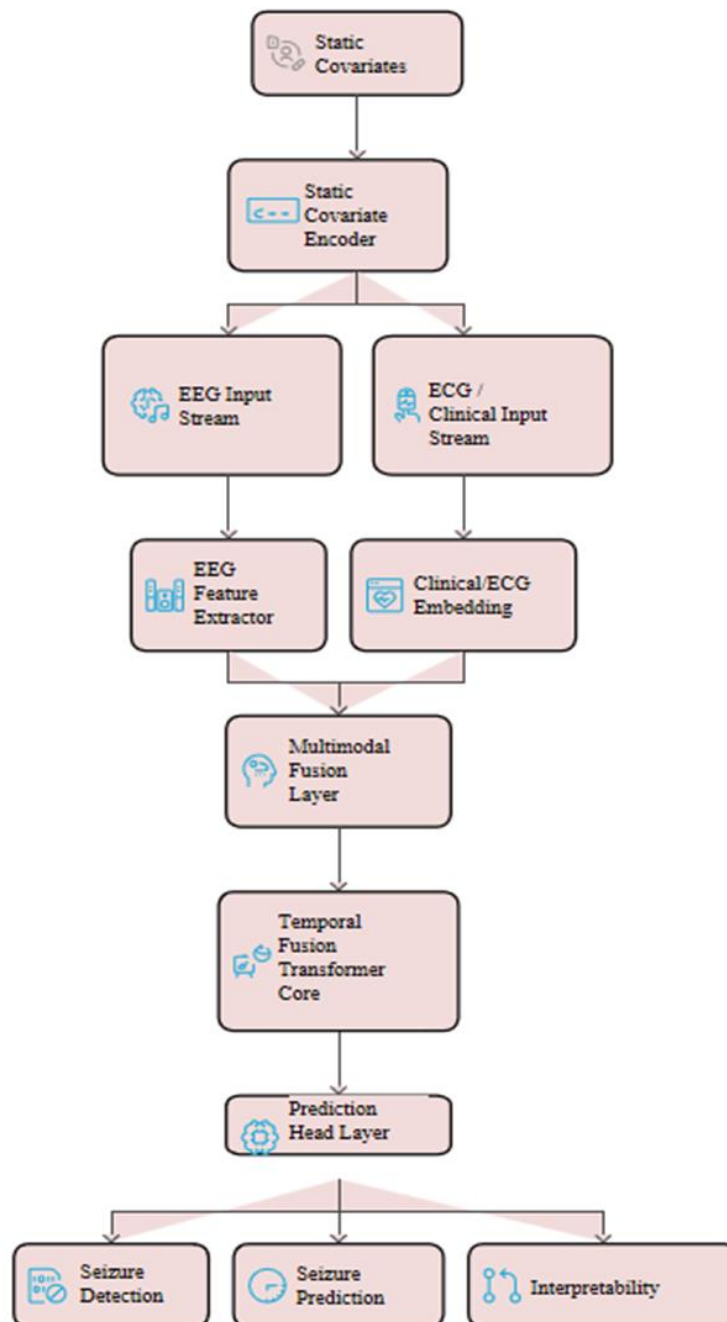 Static
Covariates
Static
Covariate
Encoder
EEG Input
Stream
ECG /
Clinical Input
Stream
EEG
Feature
Extractor
Clinical/ECG
Embedding
Multimodal
Fusion
Layer
Temporal
Fusion
Transformer
Core
Prediction
Head Layer
Seizure
Detection
Seizure
Prediction
Interpretability